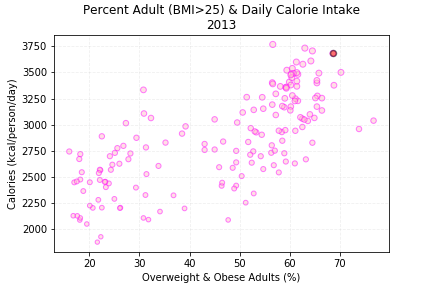 Percent Adult (BMI>25) & Daily Calorie Intake
2013
Calories (kcal/person/day)
3750
3500
3250
3000
2750
2500
2250
2000
20 30 40 50 60 70
Overweight & Obese Adults (%)